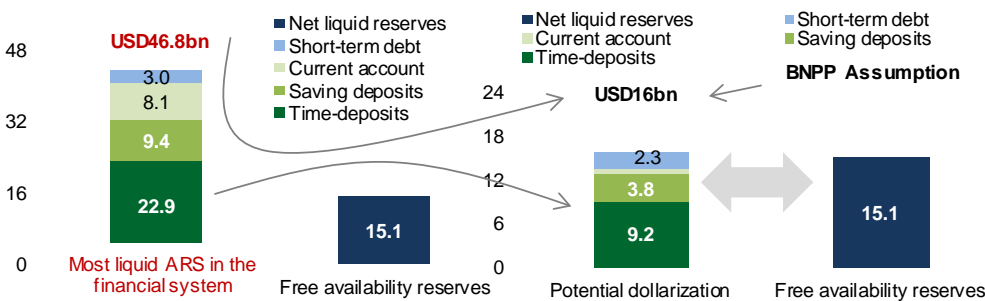 USD46.8bn
48
32
16
0
3.0
8.1
9.4
22.9
Most liquid ARS in the
financial system
Net liquid reserves
Short-term debt
Current account
Saving deposits
Time-deposits
15.1
Free availability reserves
Net liquid reserves
Current account
Time-deposits
Short-term debt
Saving deposits
BNPP Assumption
USD16bn
24
18
12
6
0
2.3
3.8
9.2
Potential dollarization
15.1
Free availability reserves